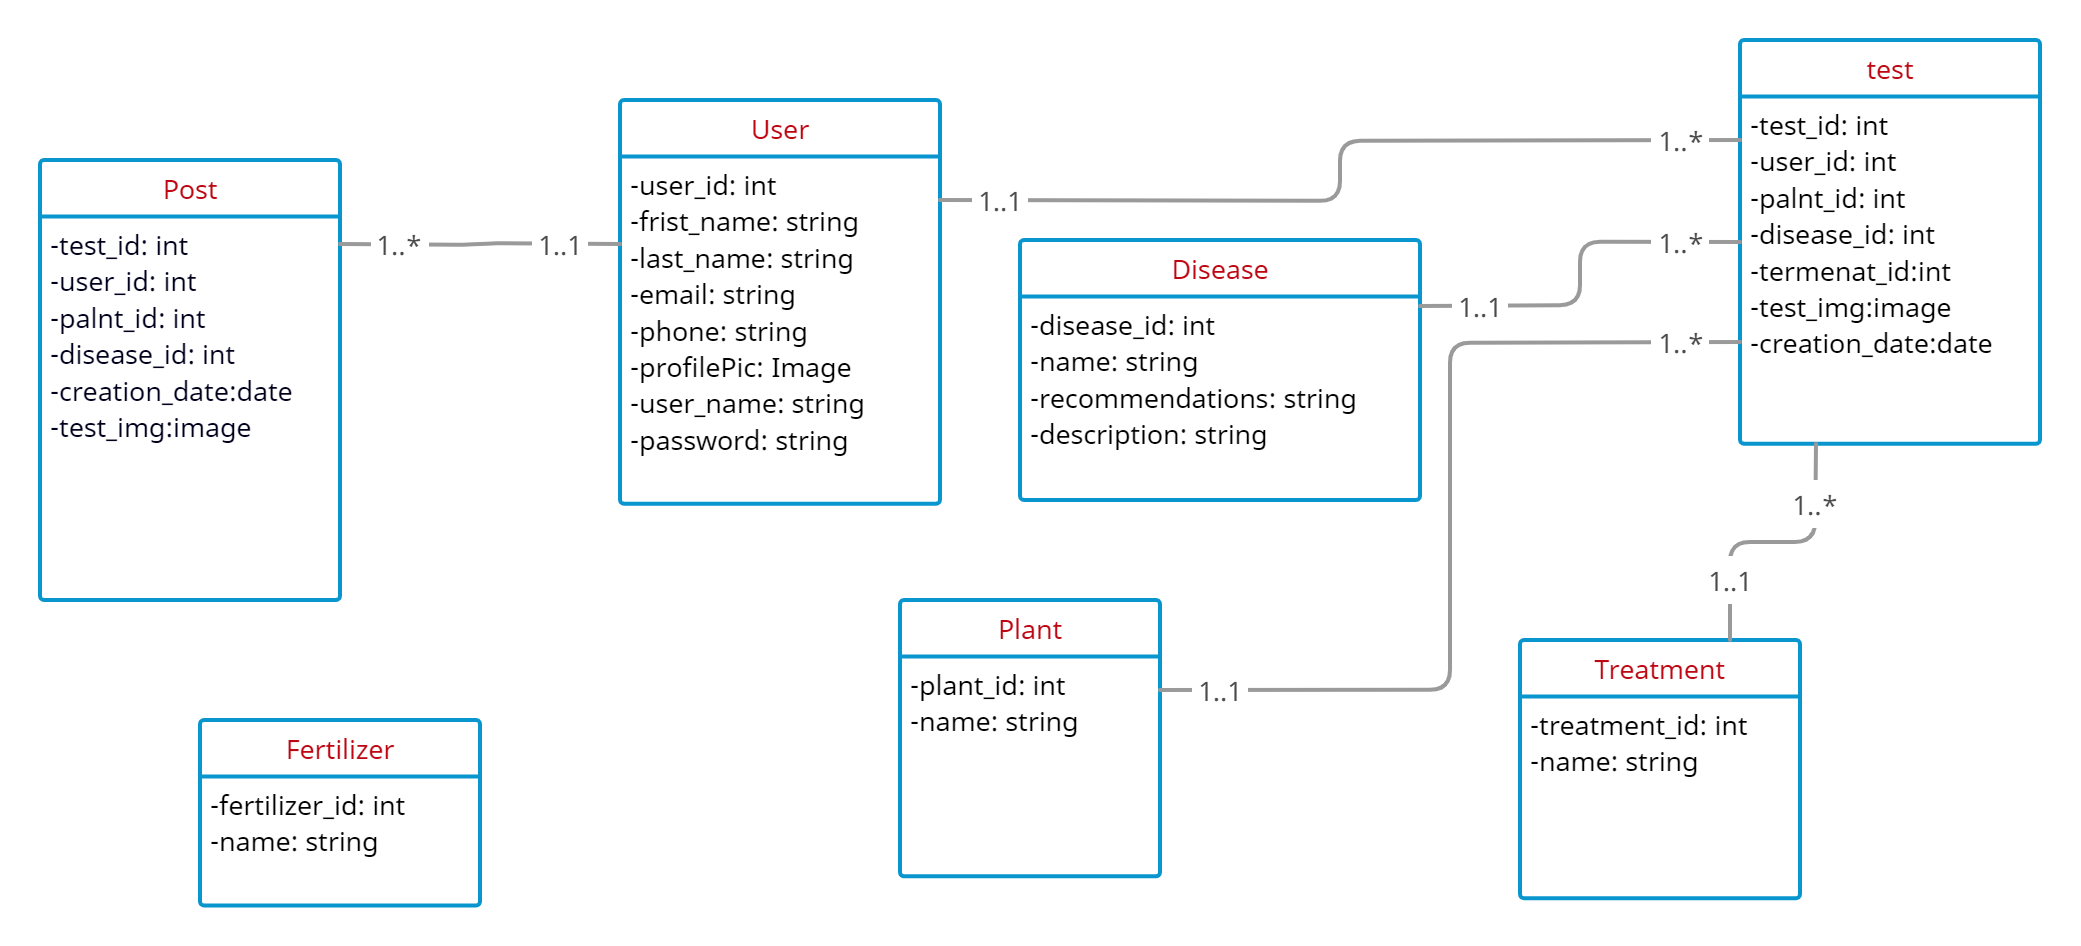 Post
-test_id: int
-user_id: int
-palnt_id: int
-disease_id: int
-creation_date:date
-test_img:image
1..*
1..1
User
-user_id: int
-frist_name: string
-last_name: string
-email: string
-phone: string
-profilePic: Image
-user_name: string
-password: string
1..1
1..*
Disease
-disease_id: int
-name: string
-recommendations: string
-description: string
1..1
1..*
test
-test_id: int
-user_id: int
-palnt_id: int
-disease_id: int
-termenat_id:int
-test_img:image
-creation_date:date
1..*
1..1
Fertilizer
-fertilizer_id: int
-name: string
Plant
-plant_id: int
-name: string
1..1
1..*
Treatment
-treatment_id: int
-name: string